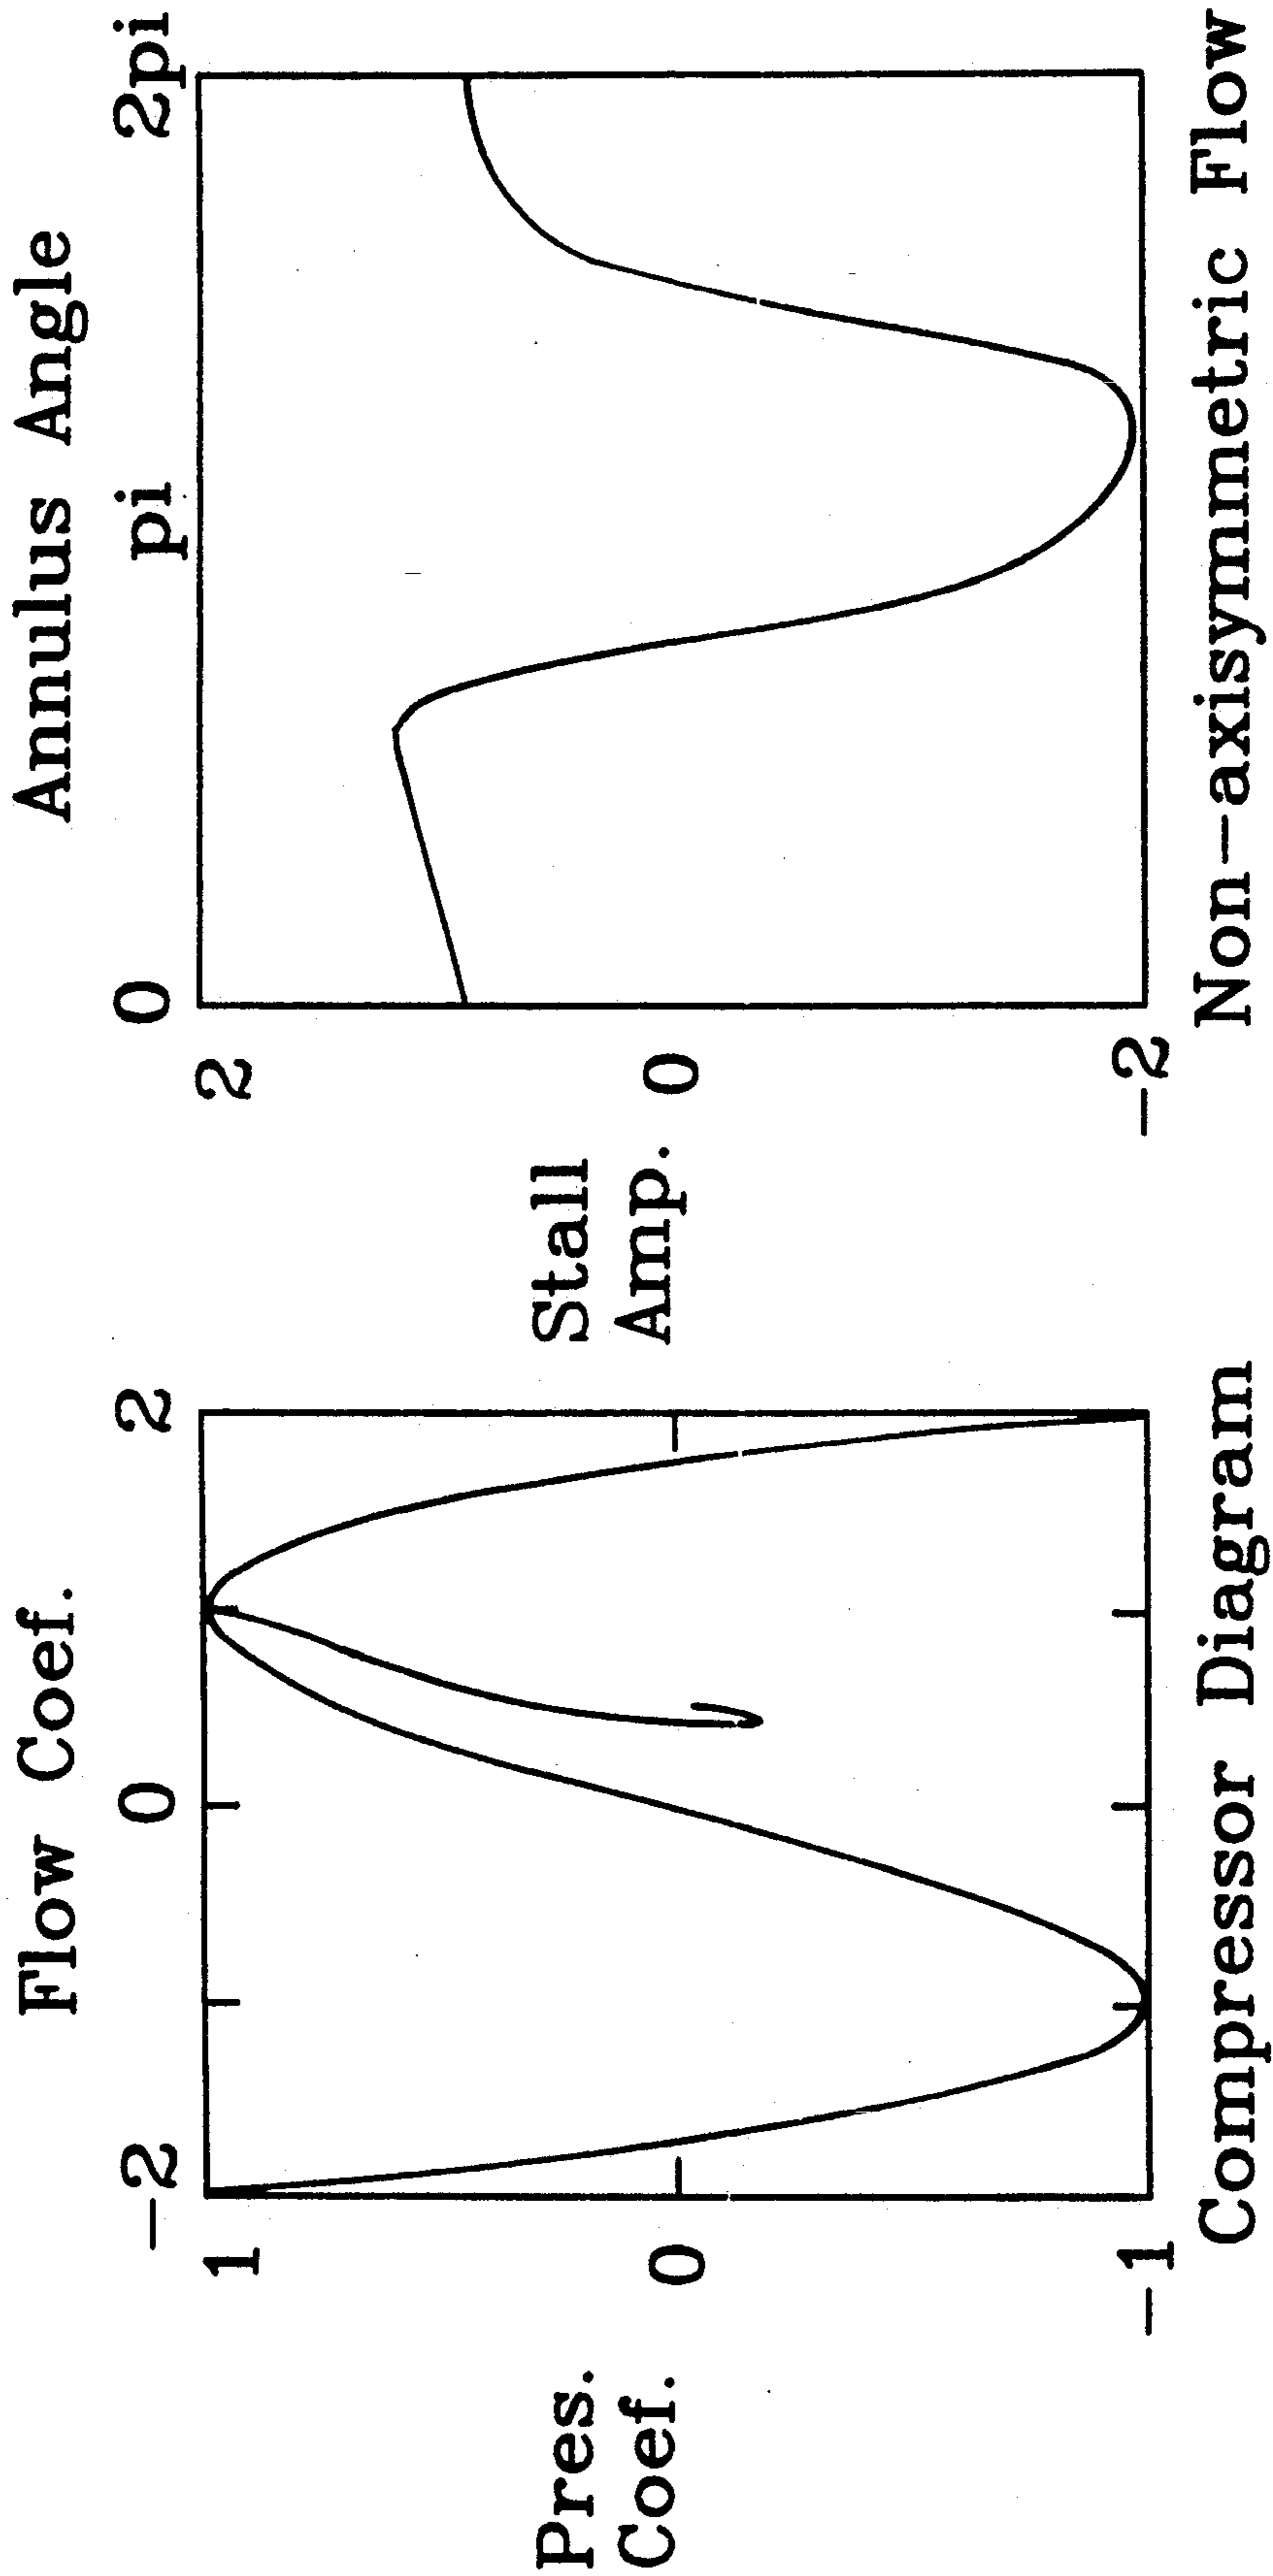 Flow Coef.
-2
0
2
1
Pres.
Coef.
0
-1
Compressor Diagram
Annulus Angle
0
pi
2pi
2
Stall
Amp.
0
-2
Non-axisymmetric Flow